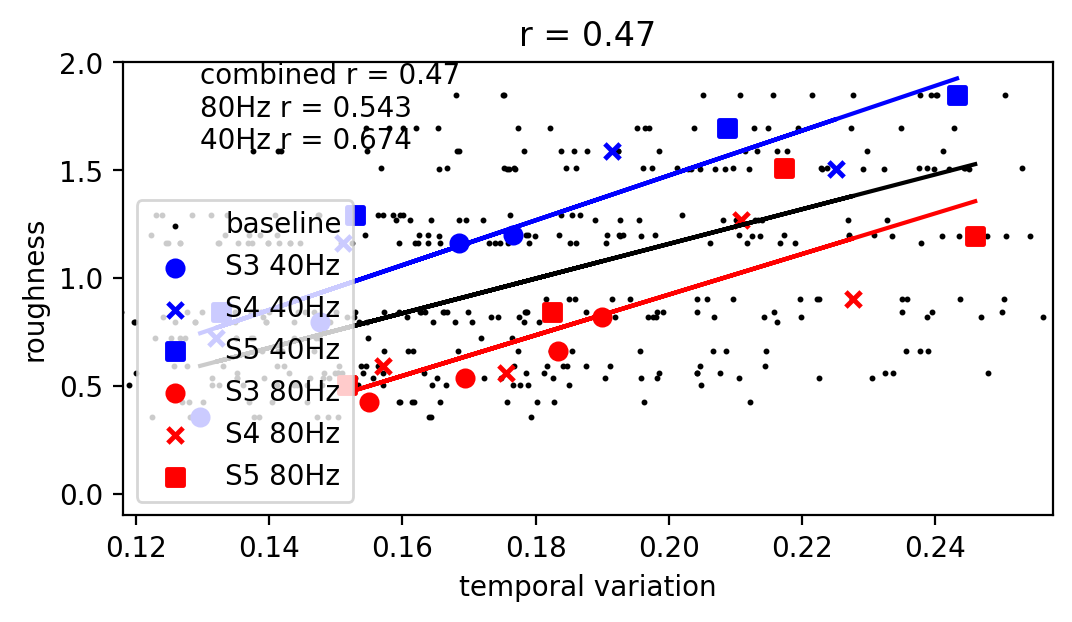 r = 0.47
combined r = 0.47
80Hz r = 0.543
40Hz r = 0.674
2.0
1.5
1.0
0.5
0.0
roughness
baseline
S3 40Hz
S4 40Hz
S5 40Hz
S3 80Hz
S4 80Hz
S5 80Hz
0.12 0.14 0.16 0.18 0.20 0.22 0.24
temporal variation